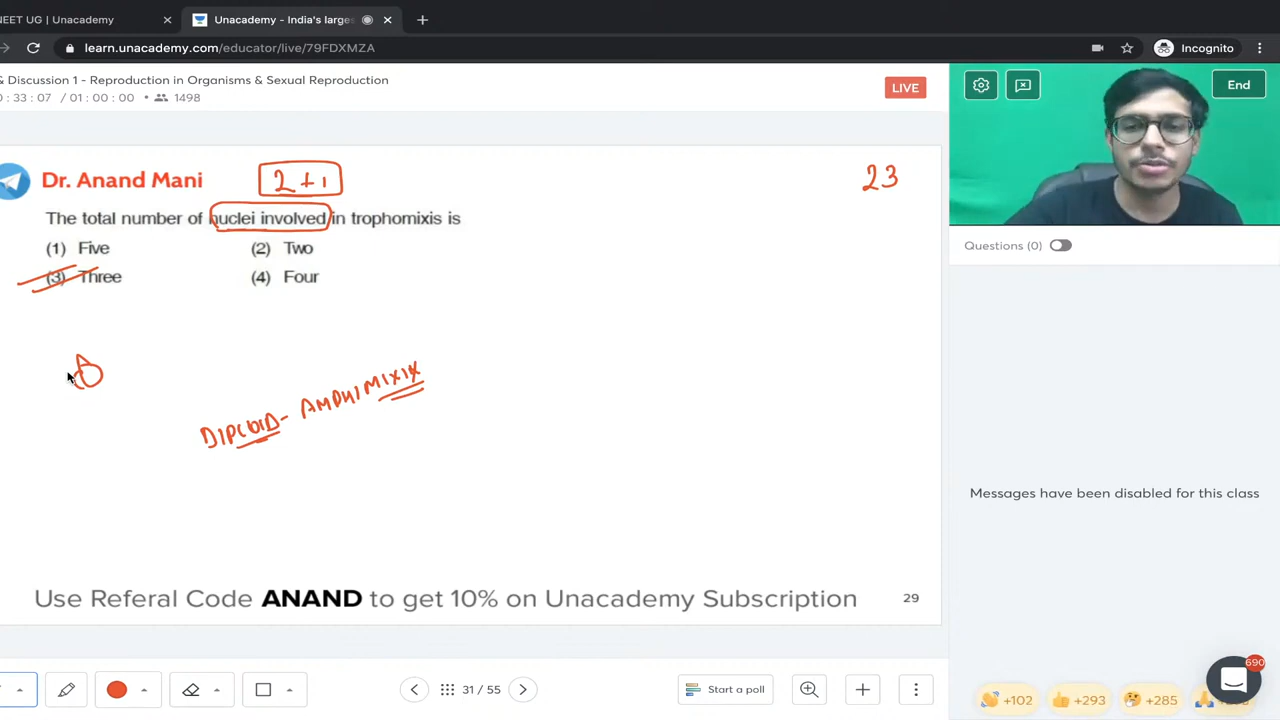 NEET UG | Unacademy
Unacademy - India's large
learn.unacademy.com/educator/live/79FDXMZA
Incognito
& Discussion 1 - Reproduction in Organisms & Sexual Reproduction
0 : 33 : 07 / 01 : 00 : 00 • 1498
LIVE
End
Dr. Anand Mani
2+1
23
The total number of nuclei involved in trophomixis is
(1) Five
(2) Two
(3) Three
(4) Four
DIPLOID - AMPHIMIXIX
Questions (0)
Messages have been disabled for this class
Use Referal Code ANAND to get 10% on Unacademy Subscription
29
31 / 55
Start a poll
690
+102
+293
+285